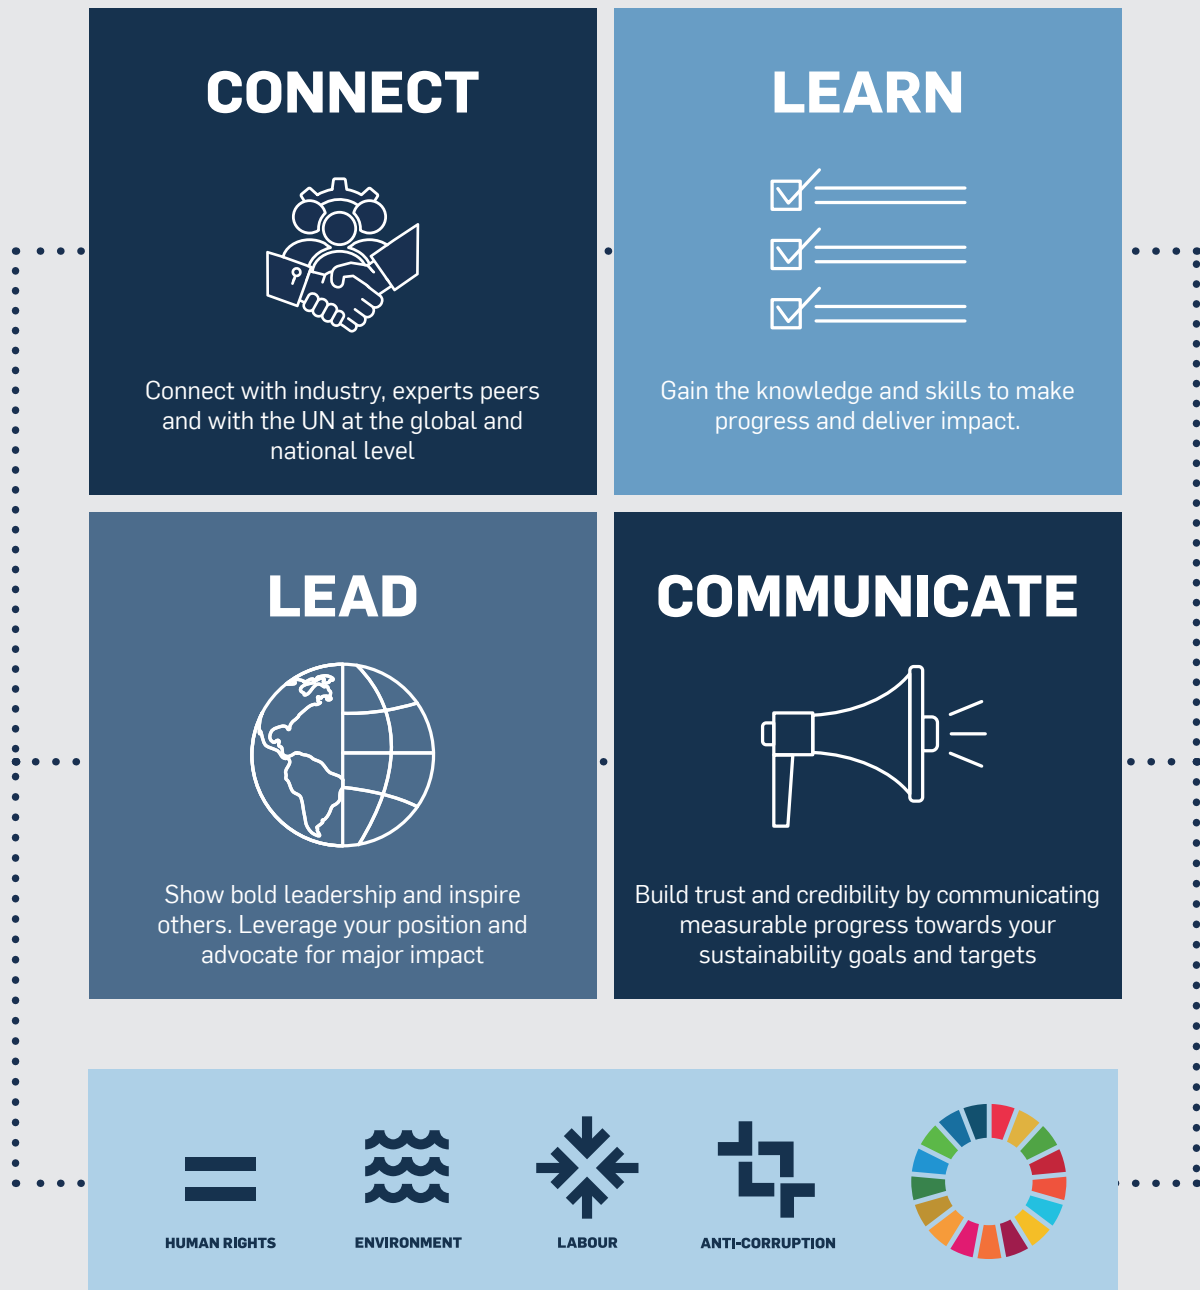 CONNECT
Connect with industry, experts peers
and with the UN at the global and
national level
LEARN
Gain the knowledge and skills to make
progress and deliver impact.
LEAD
Show bold leadership and inspire
others. Leverage your position and
advocate for major impact
COMMUNICATE
Build trust and credibility by communicating
measurable progress towards your
sustainability goals and targets
HUMAN RIGHTS
ENVIRONMENT
LABOUR
ANTI-CORRUPTION